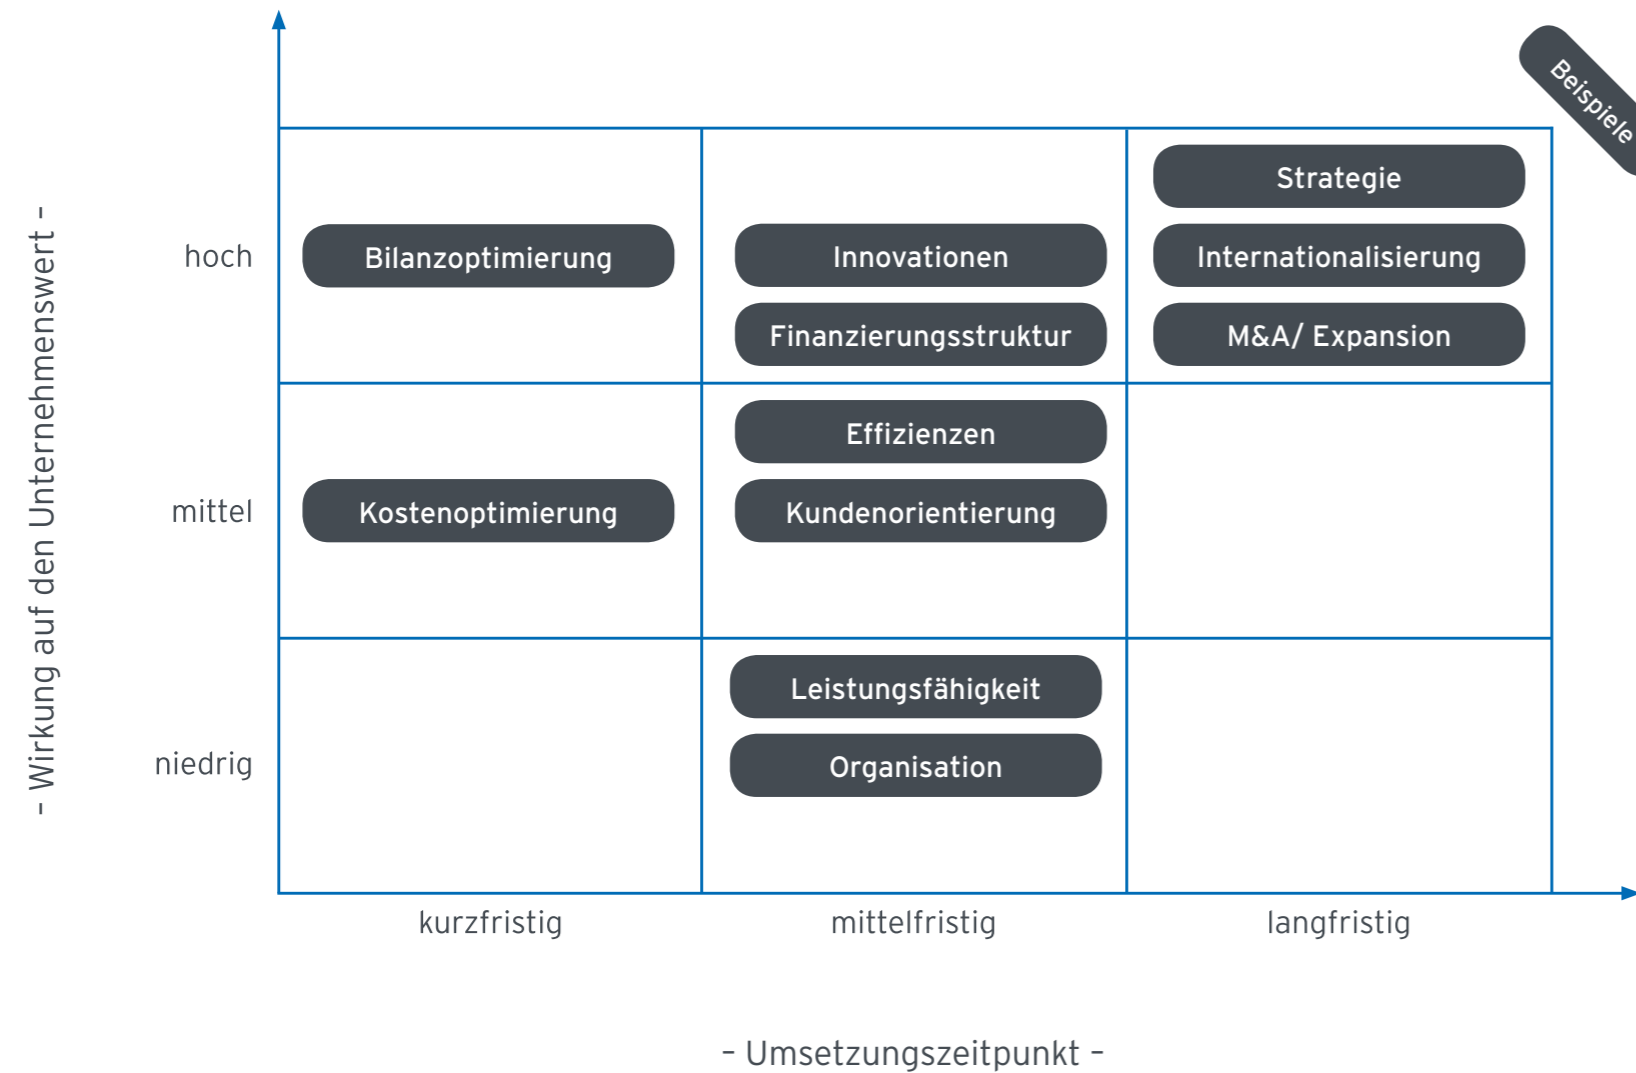 Beispiele
– Wirkung auf den Unternehmenswert –
hoch
Bilanzoptimierung
Innovationen
Finanzierungsstruktur
Strategie
Internationalisierung
M&A/ Expansion
mittel
Kostenoptimierung
Effizienzen
Kundenorientierung
niedrig
Leistungsfähigkeit
Organisation
kurzfristig
mittelfristig
langfristig
– Umsetzungszeitpunkt –